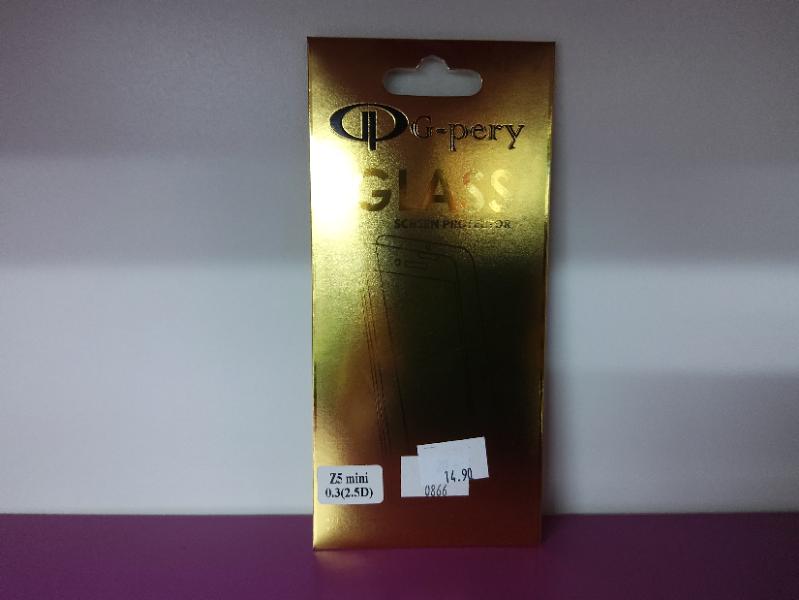 G-pery
GLASS
SCREEN PROTECTOR
Z5 mini
0.3(2.5D)
14.90
0866